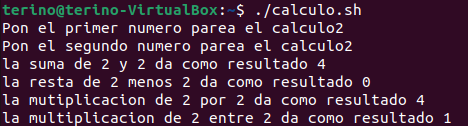 terino@terino-VirtualBox:~$ ./calculo.sh
Pon el primer numero parea el calculo2
Pon el segundo numero parea el calculo2
la suma de 2 y 2 da como resultado 4
la resta de 2 menos 2 da como resultado 0
la mutiplicacion de 2 por 2 da como resultado 4
la multiplicacion de 2 entre 2 da como resultado 1